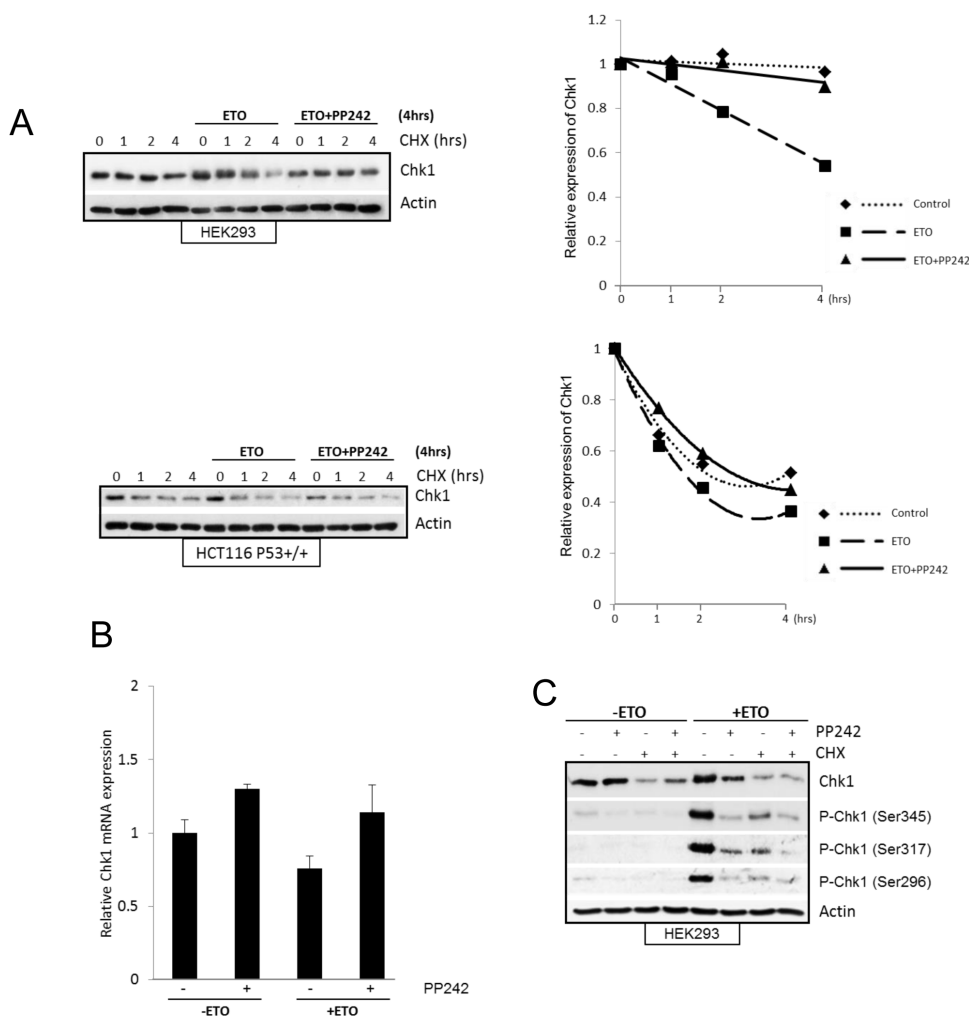 A
ETO
ETO+PP242
(4hrs)
0 1 2 4 0 1 2 4 0 1 2 4 CHX (hrs)
Chk1
Actin
HEK293
Relative expression of Chk1
1.2
1
0.8
0.6
0.4
0.2
0
0 1 2 4 (hrs)
Control
ETO
ETO+PP242
ETO
ETO+PP242
(4hrs)
0 1 2 4 0 1 2 4 0 1 2 4 CHX (hrs)
Chk1
Actin
HCT116 P53+/+
Relative expression of Chk1
1
0.8
0.6
0.4
0.2
0
0 1 2 4 (hrs)
Control
ETO
ETO+PP242
B
Relative Chk1 mRNA expression
2
1.5
1
0.5
0
- + - + PP242
-ETO +ETO
C
-ETO +ETO
- + - + - + - + PP242
- - + + - - + + CHX
Chk1
P-Chk1 (Ser345)
P-Chk1 (Ser317)
P-Chk1 (Ser296)
Actin
HEK293